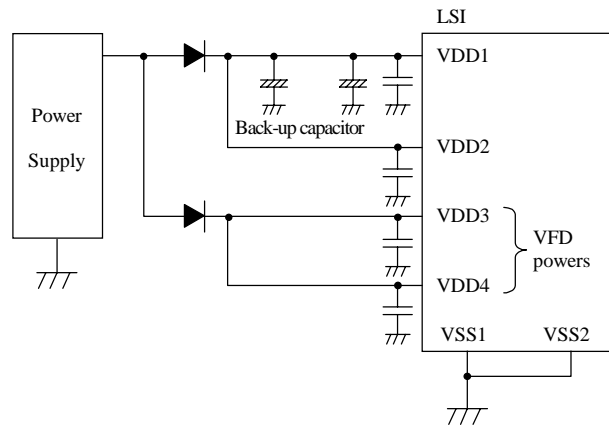 LSI
VDD1
Power
Supply
Back-up capacitor
VDD2
VDD3
VFD
powers
VDD4
VSS1 VSS2